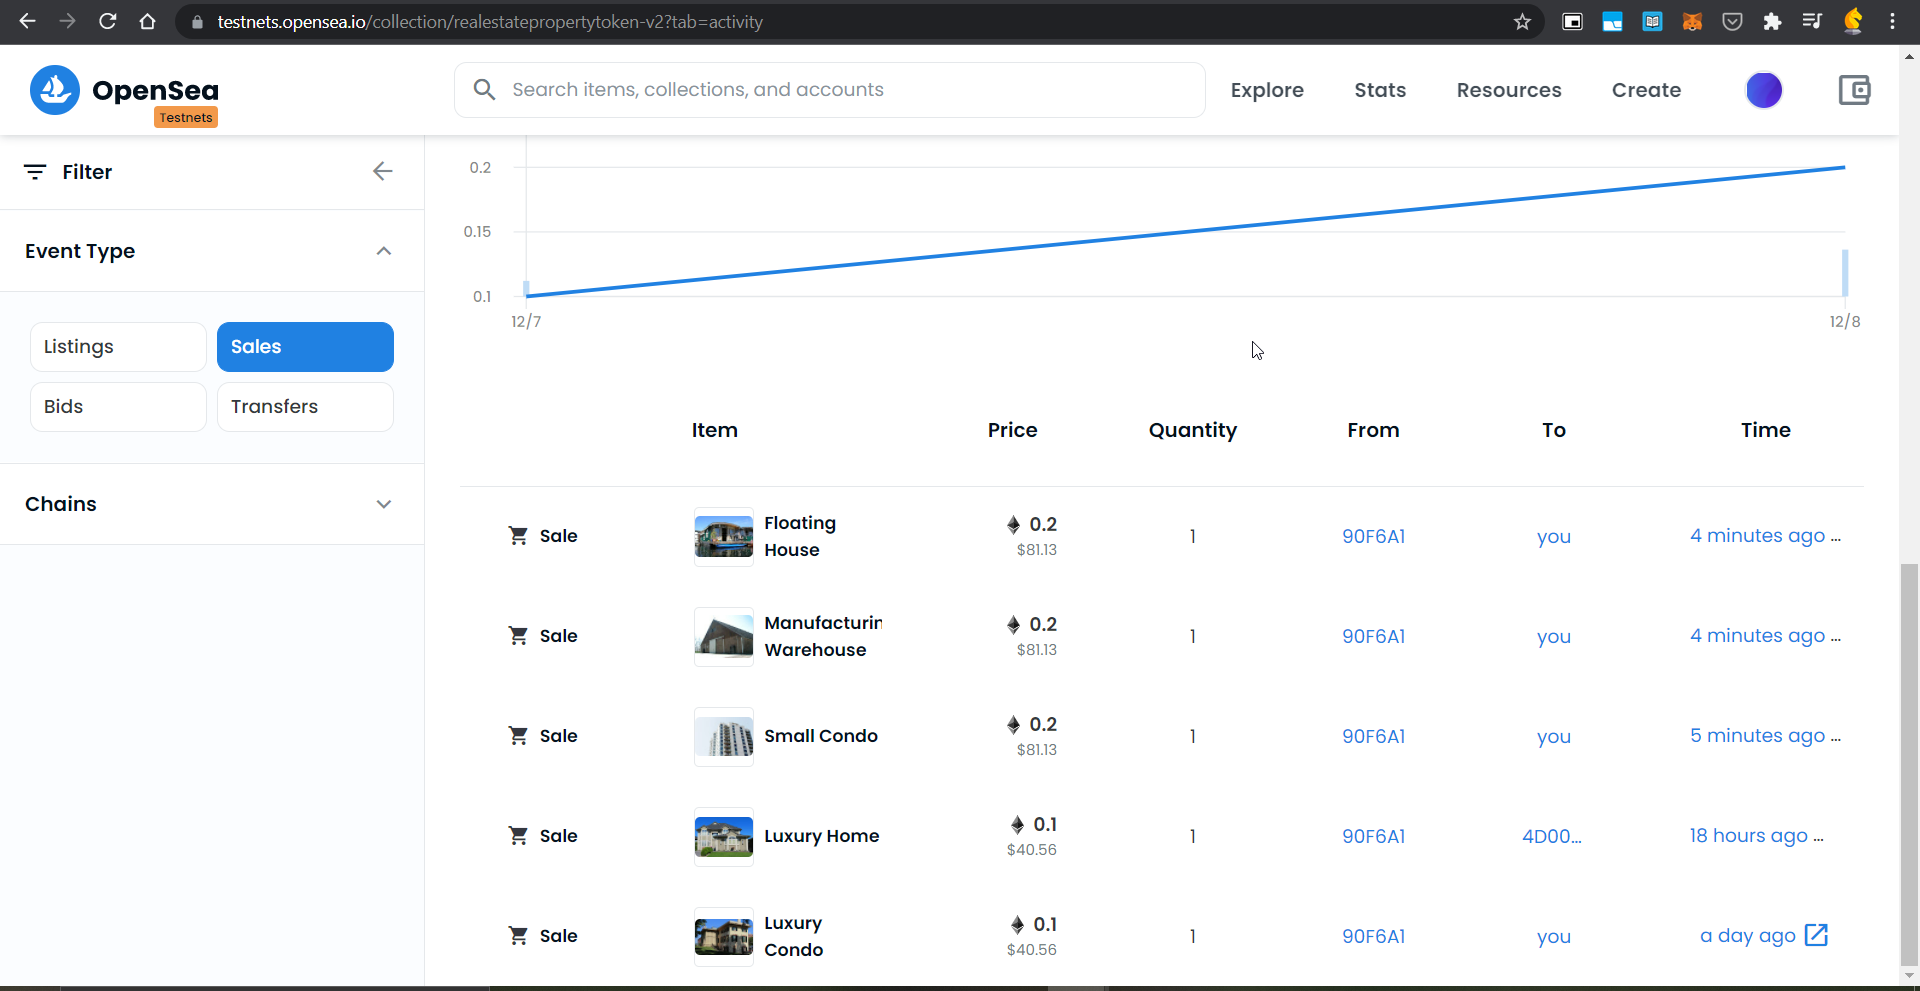 testnets.opensea.io/collection/realestatepropertytoken-v2?tab=activity
OpenSea
Testnets
Search items, collections, and accounts
Explore
Stats
Resources
Create
Filter
Event Type
Listings
Sales
Bids
Transfers
Chains
0.2
0.15
0.1
12/7
12/8
Item Price Quantity From To Time
Sale Floating House 0.2 $81.13 1 90F6A1 you 4 minutes ago ...
Sale Manufacturin Warehouse 0.2 $81.13 1 90F6A1 you 4 minutes ago ...
Sale Small Condo 0.2 $81.13 1 90F6A1 you 5 minutes ago ...
Sale Luxury Home 0.1 $40.56 1 90F6A1 4D00... 18 hours ago ...
Sale Luxury Condo 0.1 $40.56 1 90F6A1 you a day ago